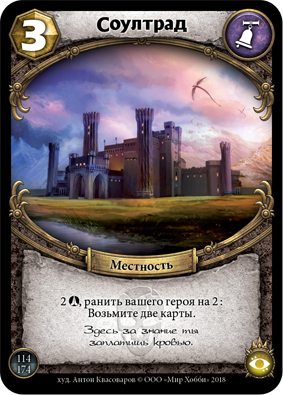 3
Соултрад
Местность
2 , ранить вашего героя на 2 :
Возьмите две карты.
Здесь за знание ты
заплатишь кровью.
114
174
худ. Антон Квасоваров © ООО «Мир Хобби» 2018